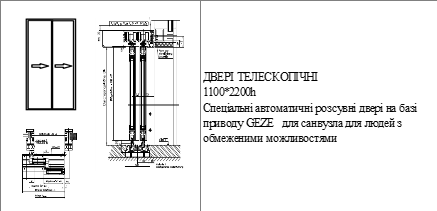 ДВЕРІ ТЕЛЕСКОПІЧНІ
1100*2200h
Спеціальні автоматичні розсувні двері на базі
приводу GEZE для санвузла для людей з
обмеженими можливостями